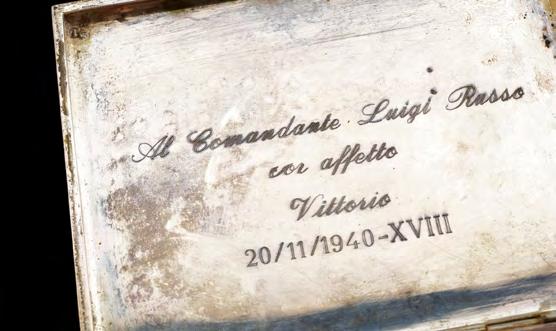 Al Comandante Luigi Russo
con affetto
Vittorio
20/11/1940-XVIII